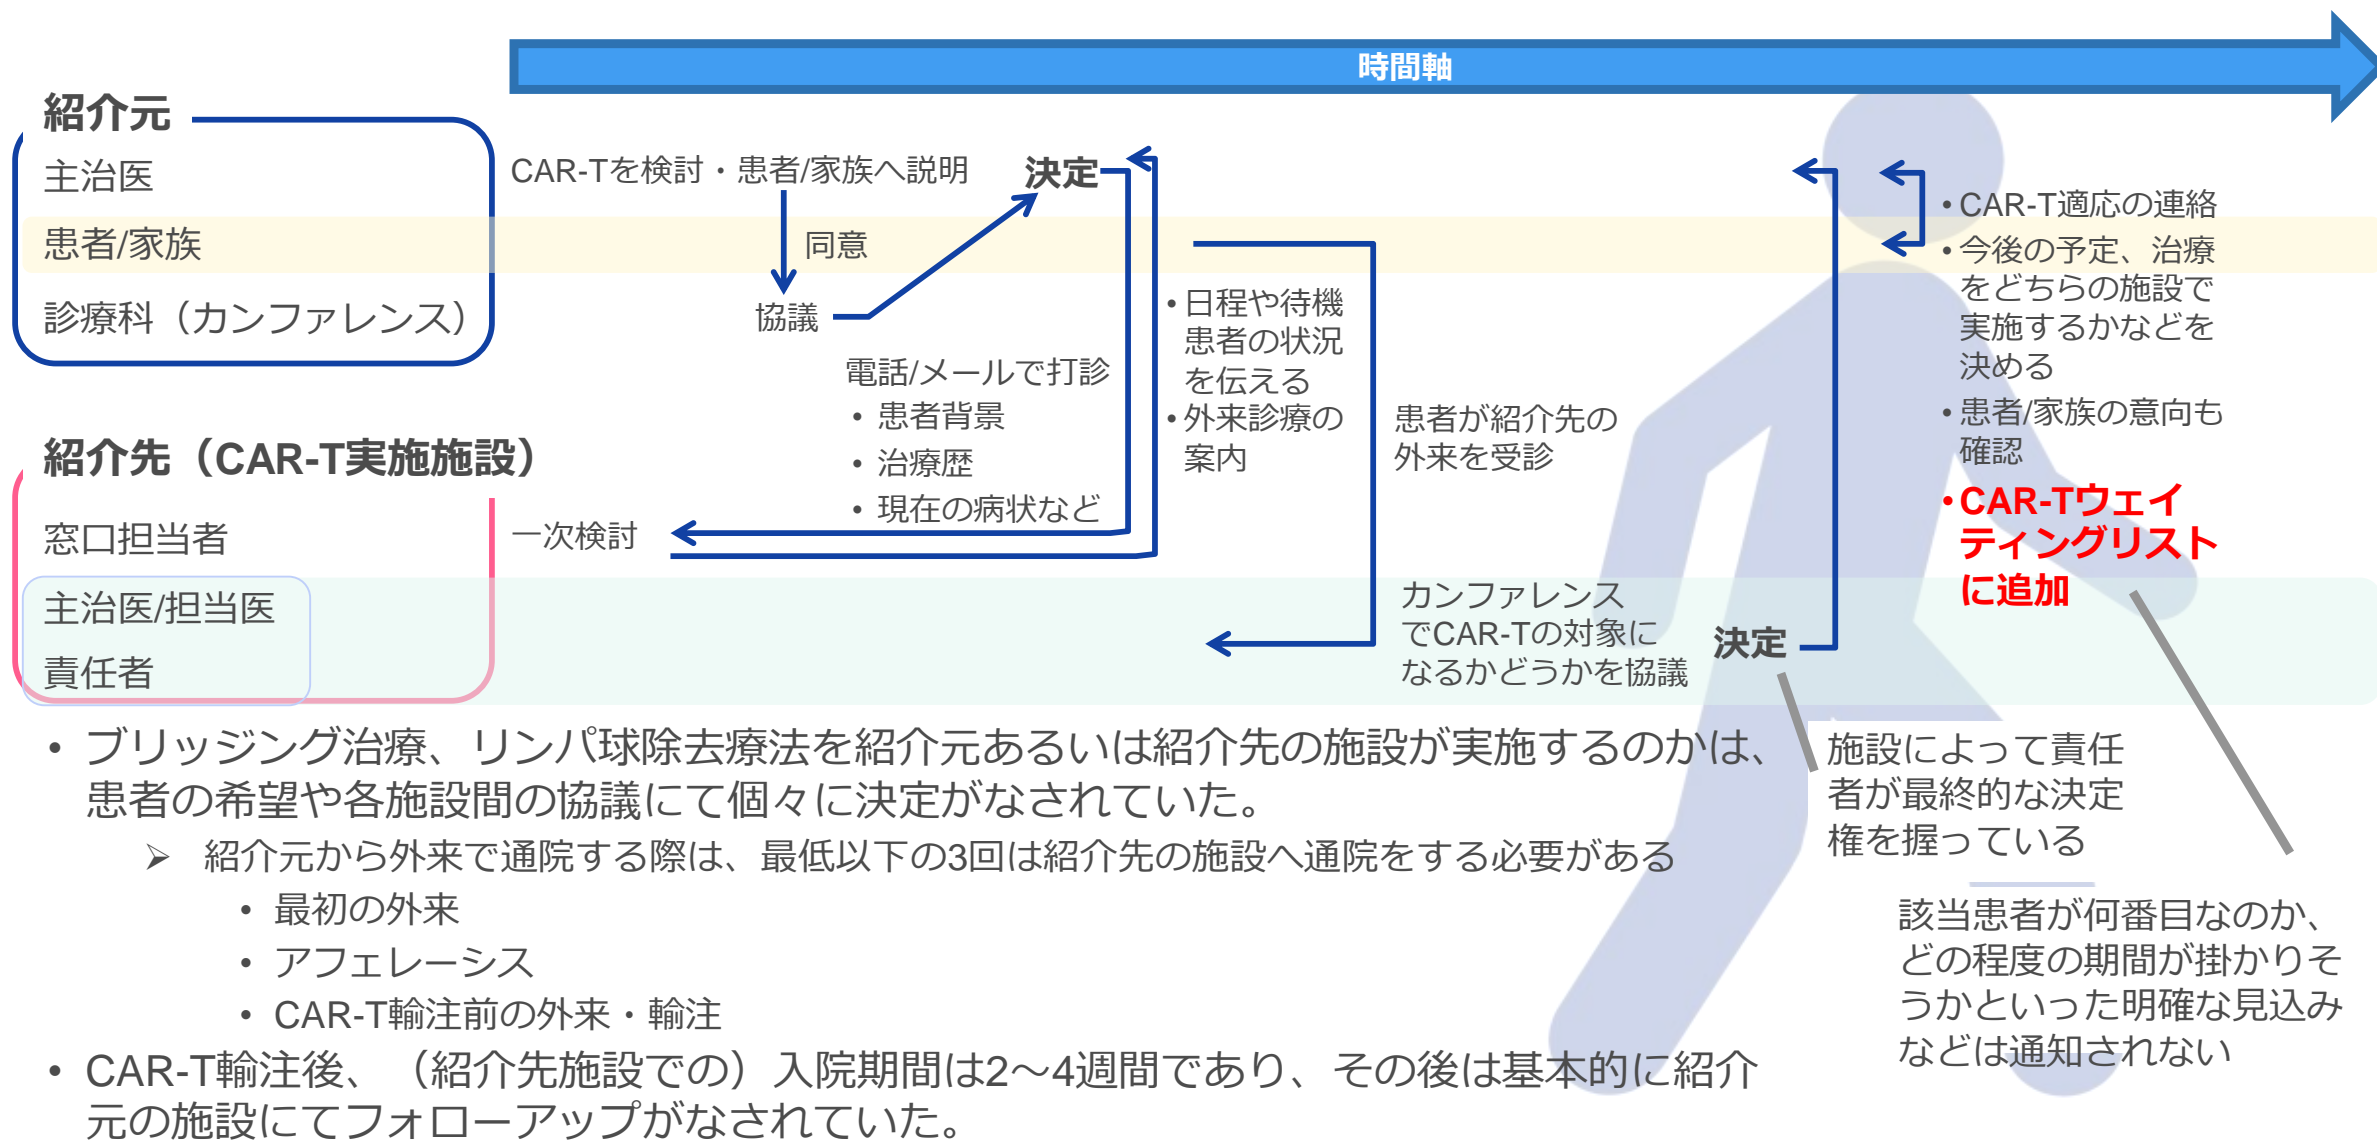 時間軸
紹介元
主治医
患者/家族
診療科（カンファレンス）
CAR-Tを検討・患者/家族へ説明
同意
協議
決定
電話/メールで打診
• 患者背景
• 治療歴
• 現在の病状など
• 日程や待機
患者の状況
を伝える
• 外来診療の
案内
患者が紹介先の
外来を受診
• CAR-T適応の連絡
• 今後の予定、治療
をどちらの施設で
実施するかなどを
決める
• 患者/家族の意向も
確認
• CAR-Tウェイ
ティングリスト
に追加
紹介先（CAR-T実施施設）
窓口担当者
主治医/担当医
責任者
一次検討
カンファレンス
でCAR-Tの対象に
なるかどうかを協議
決定
施設によって責任
者が最終的な決定
権を握っている
該当患者が何番目なのか、
どの程度の期間が掛かりそ
うかといった明確な見込み
などは通知されない
• ブリッジング治療、リンパ球除去療法を紹介元あるいは紹介先の施設が実施するのかは、
患者の希望や各施設間の協議にて個々に決定がなされていた。
➢ 紹介元から外来で通院する際は、最低以下の3回は紹介先の施設へ通院をする必要がある
• 最初の外来
• アフェレーシス
• CAR-T輸注前の外来・輸注
• CAR-T輸注後、（紹介先施設での）入院期間は2～4週間であり、その後は基本的に紹介
元の施設にてフォローアップがなされていた。